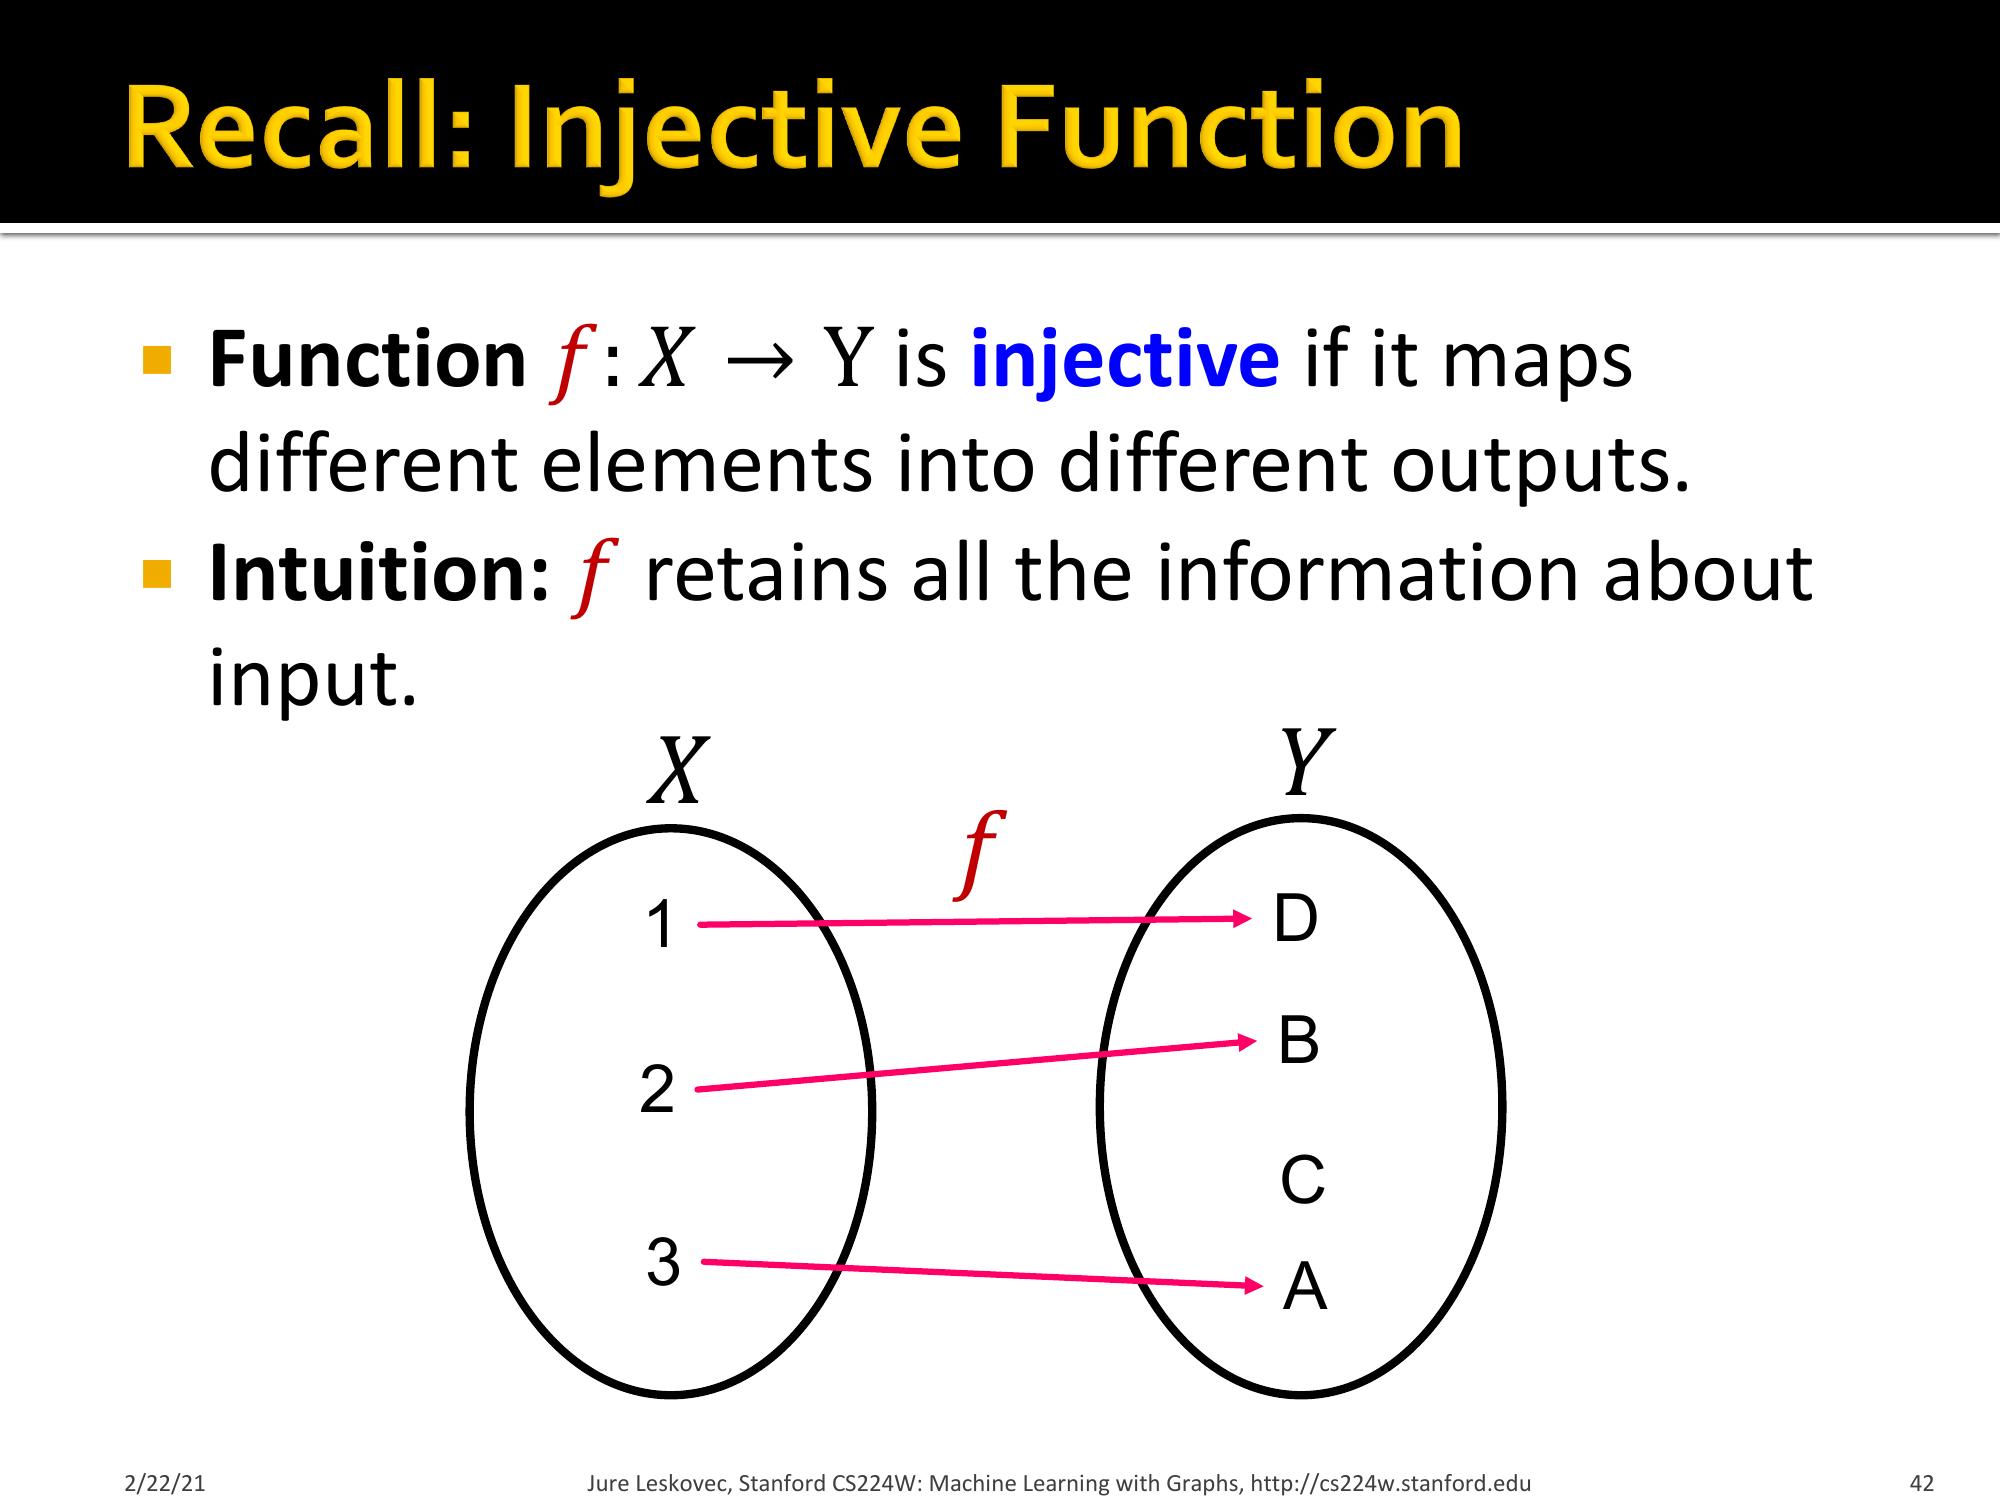 Recall: Injective Function
Function f: X → Y is injective if it maps
different elements into different outputs.
Intuition: f retains all the information about
input.
X
Y
f
1
D
B
2
C
3
A
2/22/21
Jure Leskovec, Stanford CS224W: Machine Learning with Graphs, http://cs224w.stanford.edu
42